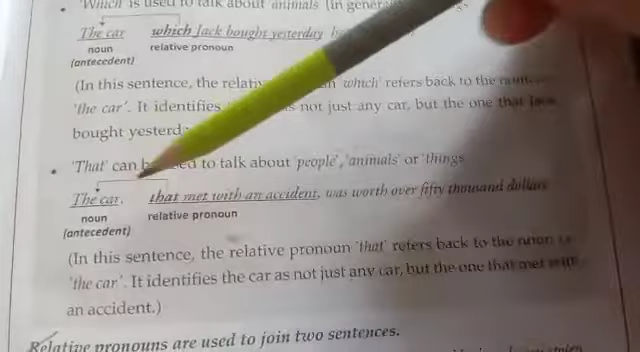 'Which' is used to talk about 'animals' (in general)
The car which Jack bought yesterday
noun relative pronoun
(antecedent)
(In this sentence, the 'which' refers back to the noun
'the car'. It identifies not just any car, but the one that Jack
bought
'That' can be used to talk about 'people', 'animals' or 'things
The car, that met with an accident, was worth over fifty thousand dollars
noun relative pronoun
(antecedent)
(In this sentence, the relative pronoun 'that' refers back to the noun
'the car'. It identifies the car as not just any car, but the one that met with
an accident.)
Relative pronouns are used to join two sentences.